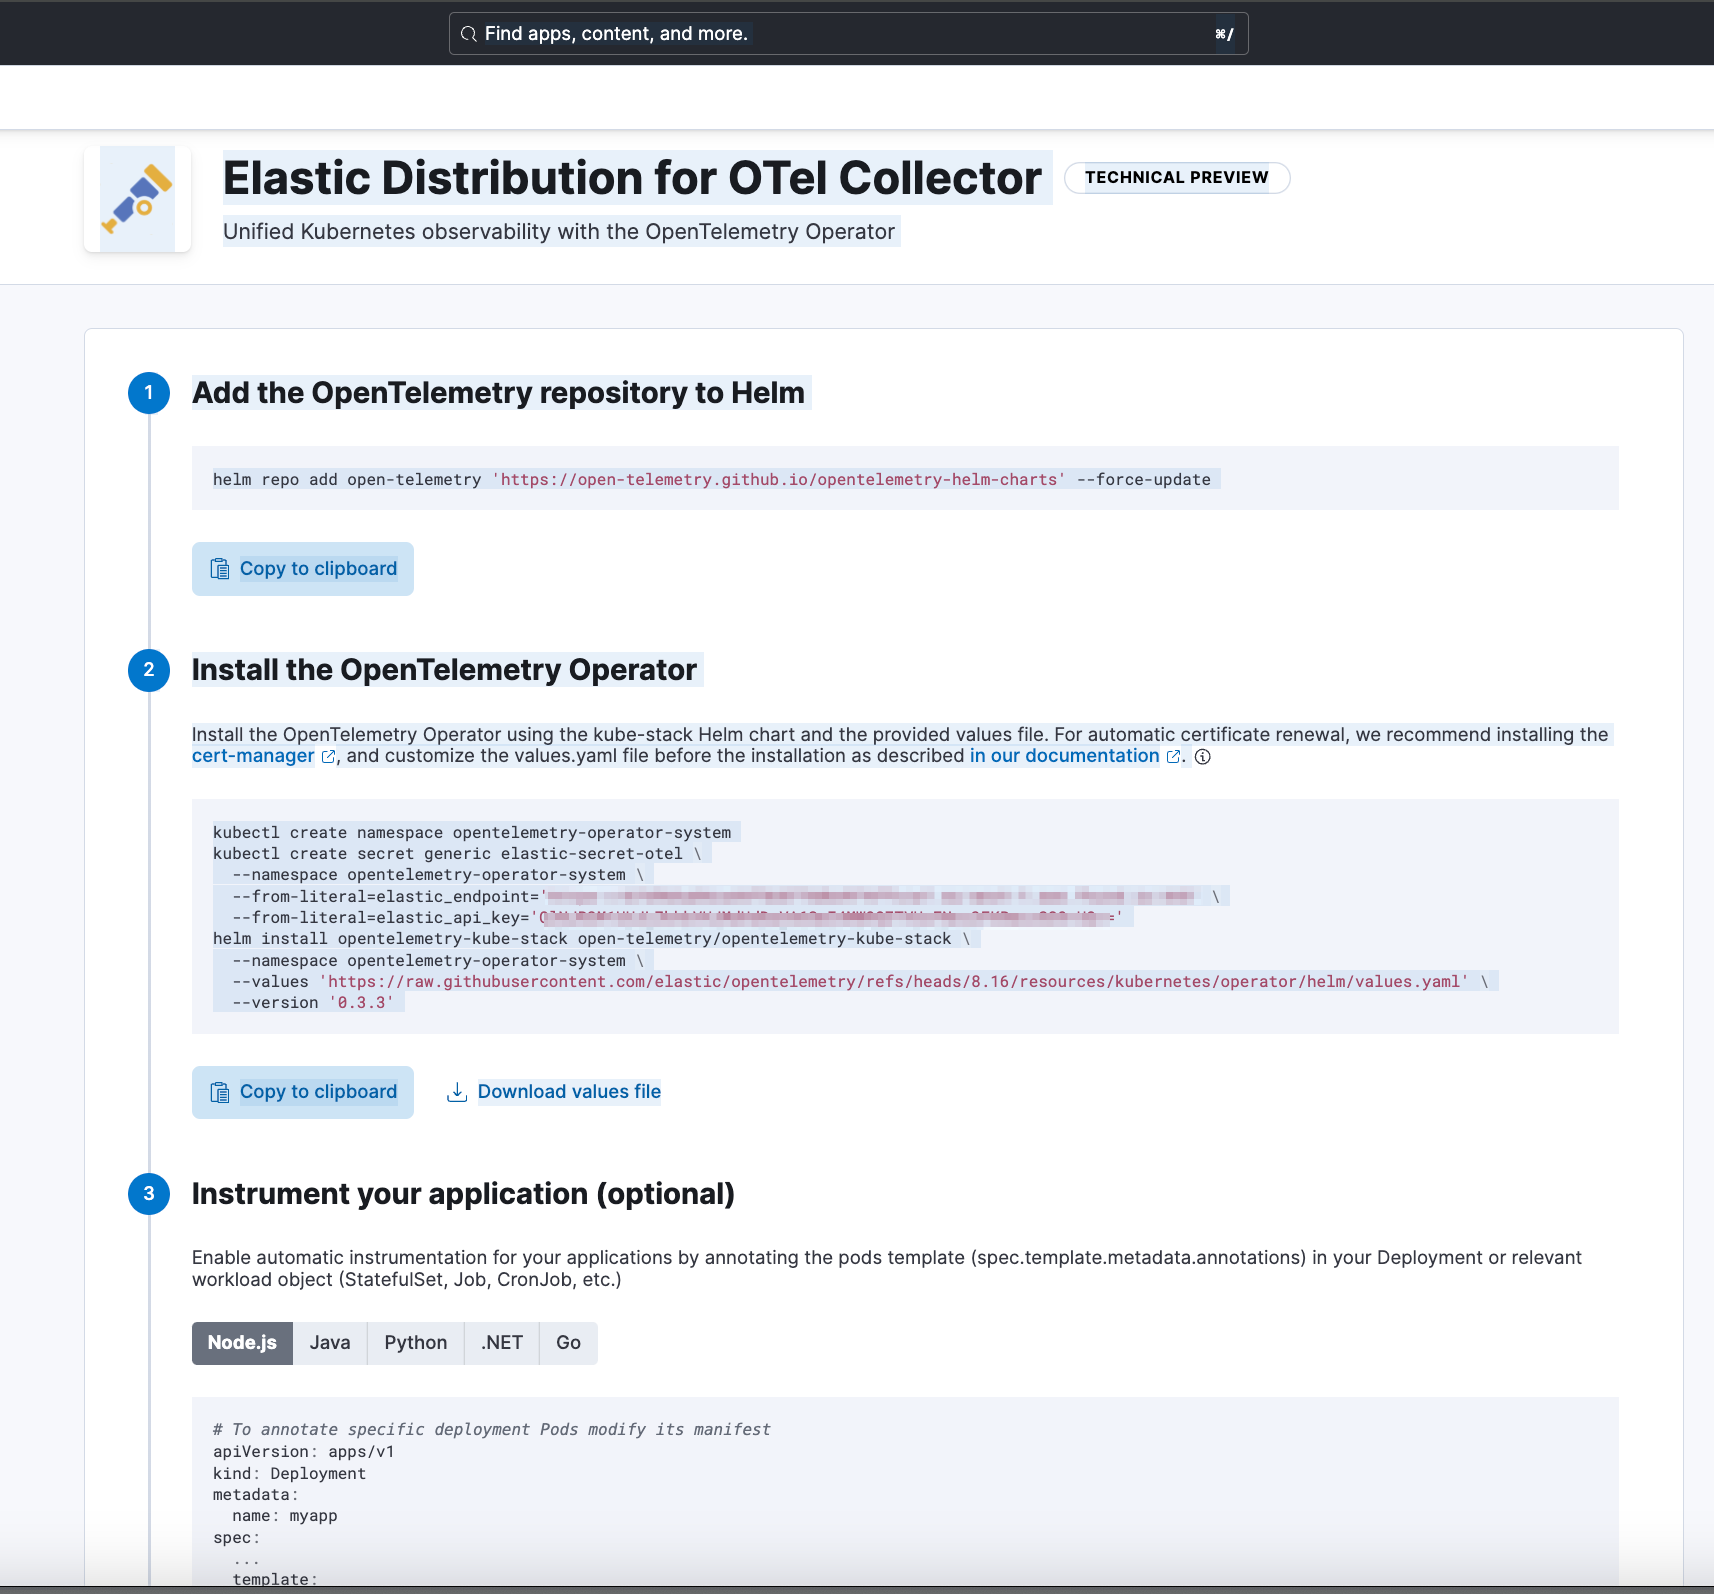 Find apps, content, and more.
⌘/
Elastic Distribution for OTel Collector
TECHNICAL PREVIEW
Unified Kubernetes observability with the OpenTelemetry Operator
1
Add the OpenTelemetry repository to Helm
helm repo add open-telemetry 'https://open-telemetry.github.io/opentelemetry-helm-charts' --force-update
Copy to clipboard
2
Install the OpenTelemetry Operator
Install the OpenTelemetry Operator using the kube-stack Helm chart and the provided values file. For automatic certificate renewal, we recommend installing the
cert-manager, and customize the values.yaml file before the installation as described in our documentation.
kubectl create namespace opentelemetry-operator-system
kubectl create secret generic elastic-secret-otel \
  --namespace opentelemetry-operator-system \
  --from-literal=elastic_endpoint=' \
  --from-literal=elastic_api_key=' '
helm install opentelemetry-kube-stack open-telemetry/opentelemetry-kube-stack \
  --namespace opentelemetry-operator-system \
  --values 'https://raw.githubusercontent.com/elastic/opentelemetry/refs/heads/8.16/resources/kubernetes/operator/helm/values.yaml' \
  --version '0.3.3'
Copy to clipboard
Download values file
3
Instrument your application (optional)
Enable automatic instrumentation for your applications by annotating the pods template (spec.template.metadata.annotations) in your Deployment or relevant
workload object (StatefulSet, Job, CronJob, etc.)
Node.js Java Python .NET Go
# To annotate specific deployment Pods modify its manifest
apiVersion: apps/v1
kind: Deployment
metadata:
  name: myapp
spec:
  ...
  template: